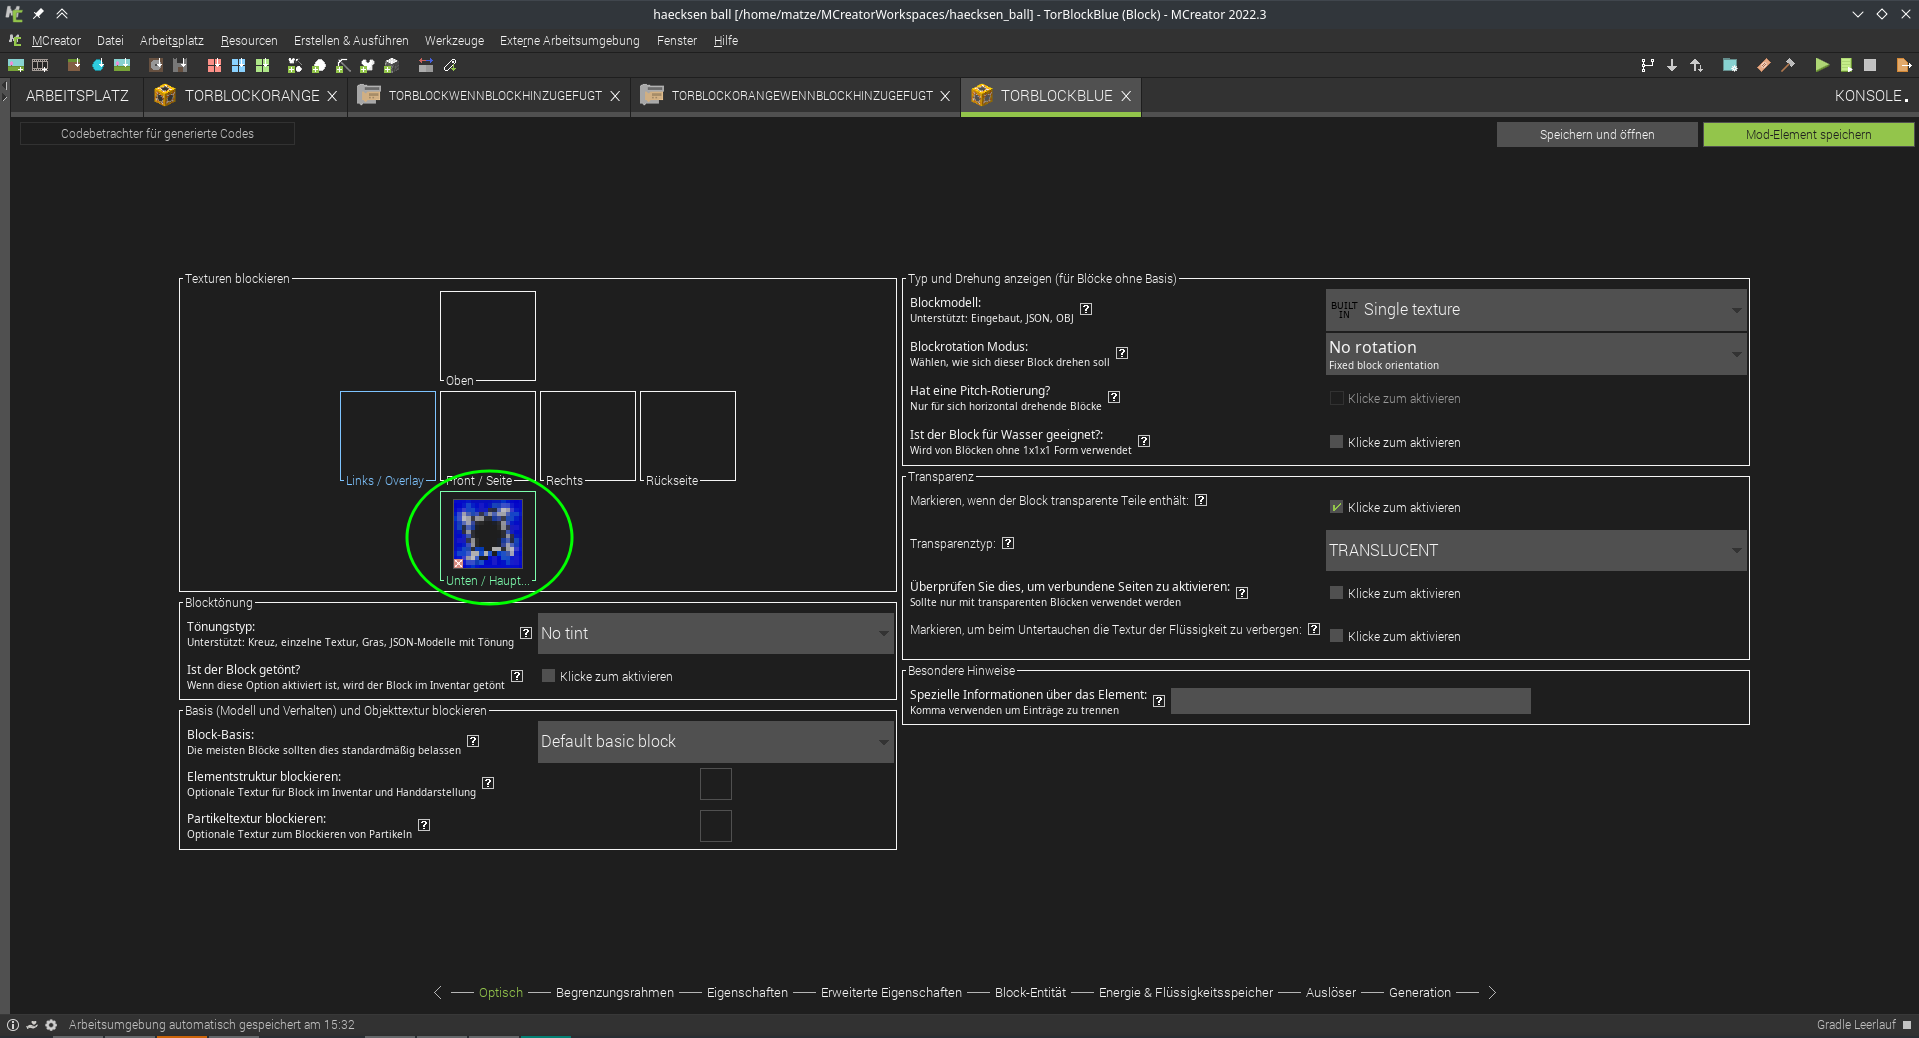 haecksen ball [/home/matze/MCreatorWorkspaces/haecksen_ball] - TorBlockBlue (Block) - MCreator 2022.3
MCreator Datei Arbeitsplatz Resourcen Erstellen & Ausführen Werkzeuge Externe Arbeitsumgebung Fenster Hilfe
ARBEITSPLATZ TORBLOCKORANGE TORBLOCKWENNBLOCKHINZUGEFUGT TORBLOCKORANGEWENNBLOCKHINZUGEFUGT TORBLOCKBLUE KONSOLE
Codebetrachter für generierte Codes
Speichern und öffnen
Mod-Element speichern
Texturen blockieren
Oben
Links / Overlay
Front / Seite
Rechts
Rückseite
Unten / Haupt...
Blocktönung
Tönungstyp:
Unterstützt: Kreuz, einzelne Textur, Gras, JSON-Modelle mit Tönung
?
No tint
Ist der Block getönt?
Wenn diese Option aktiviert ist, wird der Block im Inventar getönt
?
Klicke zum aktivieren
Basis (Modell und Verhalten) und Objekttextur blockieren
Block-Basis:
Die meisten Blöcke sollten dies standardmäßig belassen
?
Default basic block
Elementstruktur blockieren:
Optionale Textur für Block im Inventar und Handdarstellung
?
Partikeltextur blockieren:
Optionale Textur zum Blockieren von Partikeln
?
Typ und Drehung anzeigen (für Blöcke ohne Basis)
Blockmodell:
Unterstützt: Eingebaut, JSON, OBJ
?
BUILT
IN
Single texture
Blockrotation Modus:
Wählen, wie sich dieser Block drehen soll
?
No rotation
Fixed block orientation
Hat eine Pitch-Rotierung?
Nur für sich horizontal drehende Blöcke
?
Klicke zum aktivieren
Ist der Block für Wasser geeignet?:
Wird von Blöcken ohne 1x1x1 Form verwendet
?
Klicke zum aktivieren
Transparenz
Markieren, wenn der Block transparente Teile enthält:
?
Klicke zum aktivieren
Transparenztyp:
?
TRANSLUCENT
Überprüfen Sie dies, um verbundene Seiten zu aktivieren:
Sollte nur mit transparenten Blöcken verwendet werden
?
Klicke zum aktivieren
Markieren, um beim Untertauchen die Textur der Flüssigkeit zu verbergen:
?
Klicke zum aktivieren
Besondere Hinweise
Spezielle Informationen über das Element:
Komma verwenden um Einträge zu trennen
?
Optisch Begrenzungsrahmen Eigenschaften Erweiterte Eigenschaften Block-Entität Energie & Flüssigkeitsspeicher Auslöser Generation
Arbeitsumgebung automatisch gespeichert am 15:32
Gradle Leerlauf